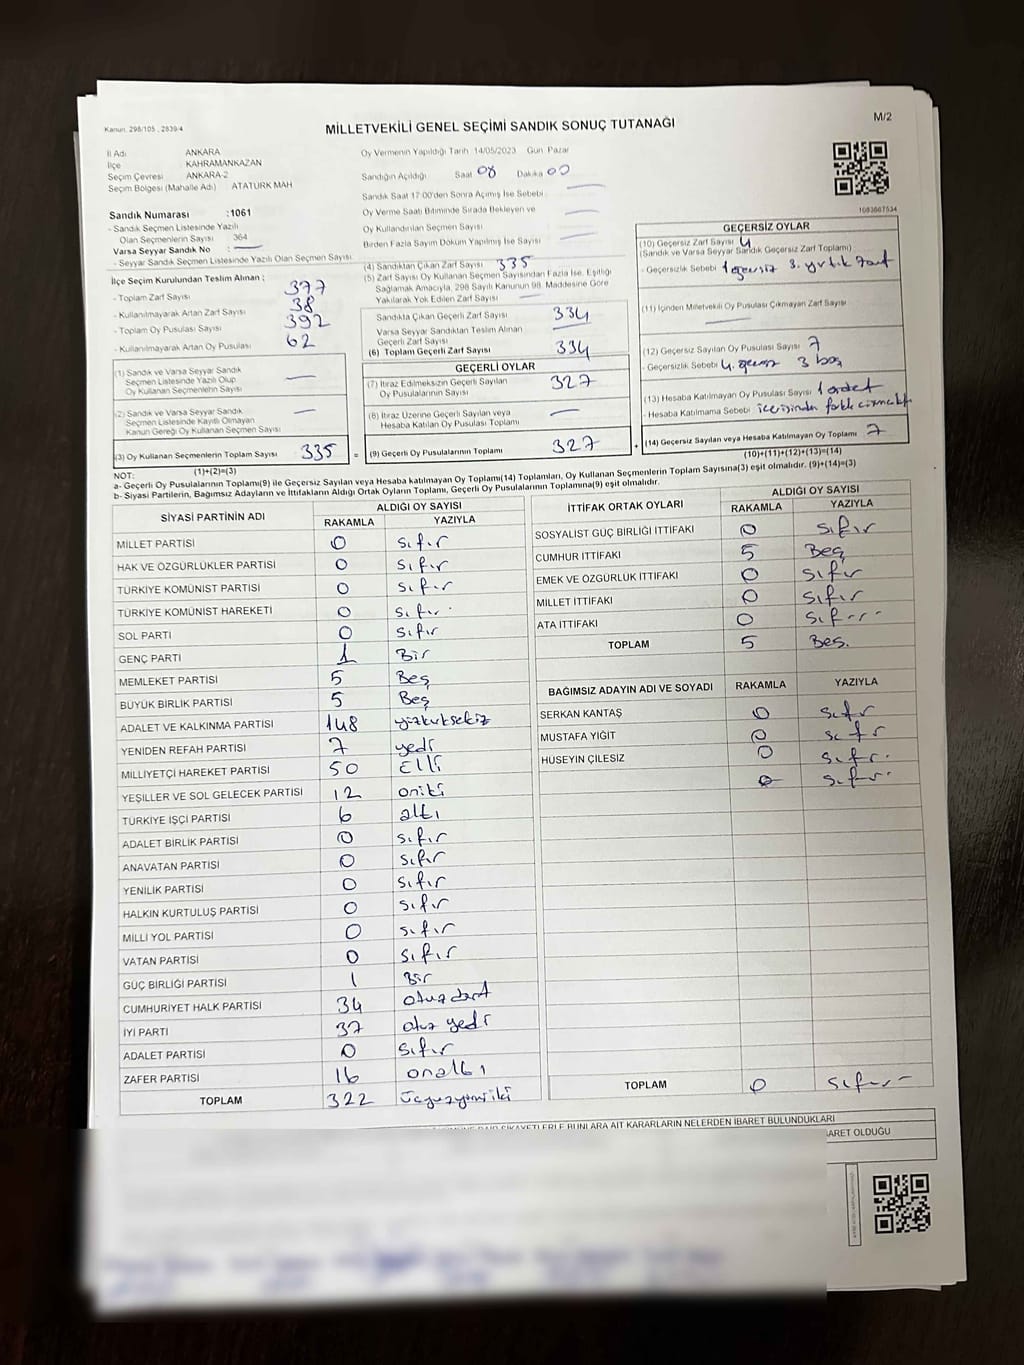 Kanun: 298/105 , 2839/4
MİLLETVEKİLİ GENEL SEÇİMİ SANDIK SONUÇ TUTANAĞI
M/2
İl Adı ANKARA
İlçe KAHRAMANKAZAN
Seçim Çevresi ANKARA-2
Seçim Bölgesi (Mahalle Adı) ATATÜRK MAH
Sandık Numarası :1061
- Sandık Seçmen Listesinde Yazılı
Olan Seçmenlerin Sayısı 364
Varsa Seyyar Sandık No :
- Seyyar Sandık Seçmen Listesinde Yazılı Olan Seçmen Sayısı
Oy Vermenin Yapıldığı Tarih :14/05/2023 Gün: Pazar
Sandığın Açıldığı Saat 08 Dakika 00
Sandık Saat 17:00'den Sonra Açılmış İse Sebebi
Oy Verme Saati Bitiminde Sırada Bekleyen ve
Oy Kullandırılan Seçmen Sayısı
Birden Fazla Sayım Döküm Yapılmış İse Sayısı
1083667534
İlçe Seçim Kurulundan Teslim Alınan :
- Toplam Zarf Sayısı 377
- Kullanılmayarak Artan Zarf Sayısı 38
- Toplam Oy Pusulası Sayısı 392
- Kullanılmayarak Artan Oy Pusulası 62
(1) Sandık ve Varsa Seyyar Sandık
Seçmen Listesinde Yazılı Olup
Oy Kullanan Seçmenlerin Sayısı
(2) Sandık ve Varsa Seyyar Sandık
Seçmen Listesinde Kayıtlı Olmayan
Kanun Gereği Oy Kullanan Seçmen Sayısı
(3) Oy Kullanan Seçmenlerin Toplam Sayısı 335
(1)+(2)=(3)
(4) Sandıktan Çıkan Zarf Sayısı 335
(5) Zarf Sayısı Oy Kullanan Seçmen Sayısından Fazla İse, Eşitliği
Sağlamak Amacıyla, 298 Sayılı Kanunun 98. Maddesine Göre
Yakılarak Yok Edilen Zarf Sayısı
Sandıkta Çıkan Geçerli Zarf Sayısı 334
Varsa Seyyar Sandıktan Teslim Alınan
Geçerli Zarf Sayısı
(6) Toplam Geçerli Zarf Sayısı 334
GEÇERLİ OYLAR
(7) İtiraz Edilmeksizin Geçerli Sayılan
Oy Pusulalarının Sayısı 327
(8) İtiraz Üzerine Geçerli Sayılan veya
Hesaba Katılan Oy Pusulası Toplamı
= (9) Geçerli Oy Pusulalarının Toplamı 327 +
GEÇERSİZ OYLAR
(10) Geçersiz Zarf Sayısı 4
(Sandık ve Varsa Seyyar Sandık Geçersiz Zarf Toplamı)
- Geçersizlik Sebebi 3. yırtık zarf
(11) İçinden Milletvekili Oy Pusulası Çıkmayan Zarf Sayısı
(12) Geçersiz Sayılan Oy Pusulası Sayısı 7
- Geçersizlik Sebebi 3 boş
(13) Hesaba Katılmayan Oy Pusulası Sayısı 1 adet
- Hesaba Katılmama Sebebi içerisinden
(14) Geçersiz Sayılan veya Hesaba Katılmayan Oy Toplamı 7
(10)+(11)+(12)+(13)=(14)
NOT:
a- Geçerli Oy Pusulalarının Toplamı(9) ile Geçersiz Sayılan veya Hesaba katılmayan Oy Toplamı(14) Toplamları, Oy Kullanan Seçmenlerin Toplam Sayısına(3) eşit olmalıdır. (9)+(14)=(3)
b- Siyasi Partilerin, Bağımsız Adayların ve İttifakların Aldığı Ortak Oyların Toplamı, Geçerli Oy Pusulalarının Toplamına(9) eşit olmalıdır.
SİYASİ PARTİNİN ADI ALDIĞI OY SAYISI
RAKAMLA YAZIYLA
MİLLET PARTİSİ 0 sıfır
HAK VE ÖZGÜRLÜKLER PARTİSİ 0 sıfır
TÜRKİYE KOMÜNİST PARTİSİ 0 sıfır
TÜRKİYE KOMÜNİST HAREKETİ 0 sıfır
SOL PARTİ 0 sıfır
GENÇ PARTİ 1 Bir
MEMLEKET PARTİSİ 5 Beş
BÜYÜK BİRLİK PARTİSİ 5 Beş
ADALET VE KALKINMA PARTİSİ 148 yüzkırksekiz
YENİDEN REFAH PARTİSİ 7 yedi
MİLLİYETÇİ HAREKET PARTİSİ 50 Elli
YEŞİLLER VE SOL GELECEK PARTİSİ 12 oniki
TÜRKİYE İŞÇİ PARTİSİ 6 altı
ADALET BİRLİK PARTİSİ 0 sıfır
ANAVATAN PARTİSİ 0 sıfır
YENİLİK PARTİSİ 0 sıfır
HALKIN KURTULUŞ PARTİSİ 0 sıfır
MİLLİ YOL PARTİSİ 0 sıfır
VATAN PARTİSİ 0 sıfır
GÜÇ BİRLİĞİ PARTİSİ 1 Bir
CUMHURİYET HALK PARTİSİ 34 otuzdört
İYİ PARTİ 37 otuz yedi
ADALET PARTİSİ 0 sıfır
ZAFER PARTİSİ 16 onaltı
TOPLAM 322 üçyüzyirmiiki
İTTİFAK ORTAK OYLARI ALDIĞI OY SAYISI
RAKAMLA YAZIYLA
SOSYALİST GÜÇ BİRLİĞİ İTTİFAKI 0 sıfır
CUMHUR İTTİFAKI 5 Beş
EMEK VE ÖZGÜRLÜK İTTİFAKI 0 sıfır
MİLLET İTTİFAKI 0 sıfır
ATA İTTİFAKI 0 sıfır
TOPLAM 5 Beş.
BAĞIMSIZ ADAYIN ADI VE SOYADI RAKAMLA YAZIYLA
SERKAN KANTAŞ 0 sıfır
MUSTAFA YİĞİT 0 sıfır
HÜSEYİN ÇİLESİZ 0 sıfır
0 sıfır
TOPLAM 0 sıfır
ŞİKAYETLERLE BUNLARA AİT KARARLARIN NELERDEN İBARET BULUNDUKLARI
OLDUĞU